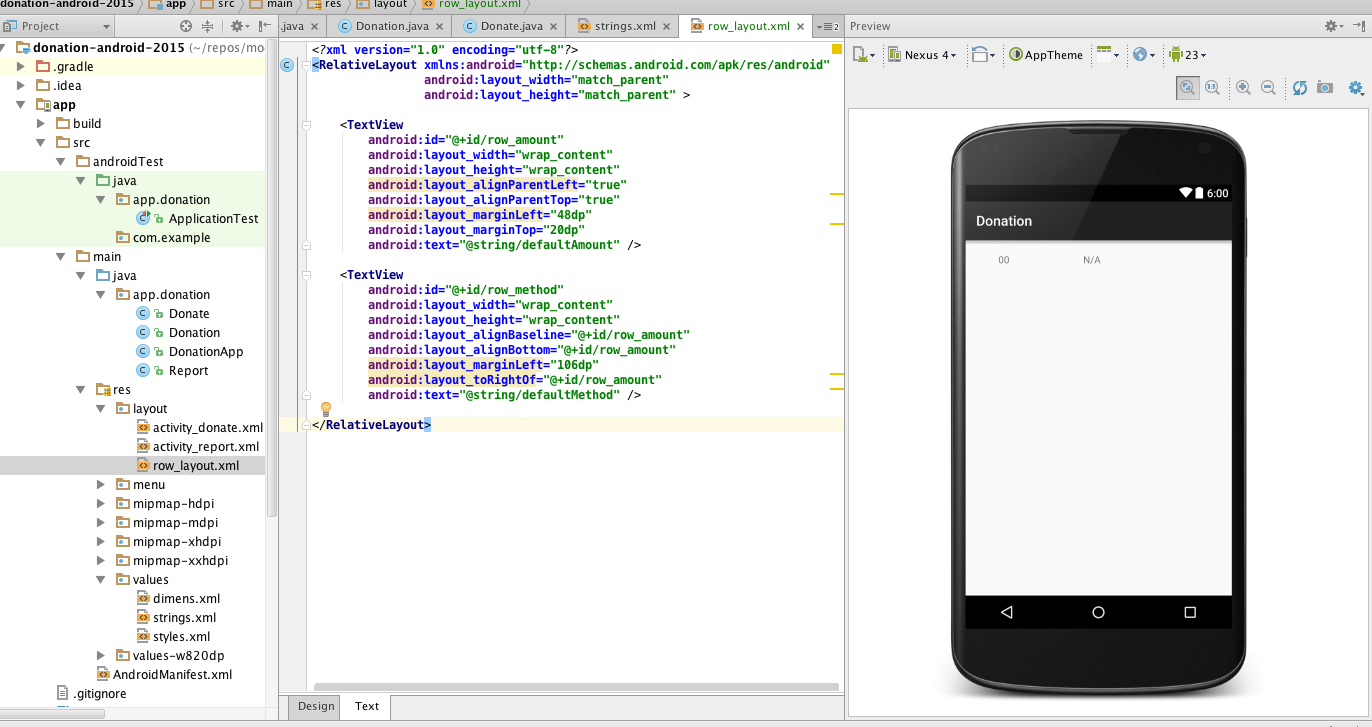 donation-android-2015 app src main res layout row_layout.xml
Project
.java Donation.java Donate.java strings.xml row_layout.xml 2
Preview
donation-android-2015 (~/repos/mo
.gradle
.idea
app
build
src
androidTest
java
app.donation
ApplicationTest
com.example
main
java
app.donation
Donate
Donation
DonationApp
Report
res
layout
activity_donate.xml
activity_report.xml
row_layout.xml
menu
mipmap-hdpi
mipmap-mdpi
mipmap-xhdpi
mipmap-xxhdpi
values
dimens.xml
strings.xml
styles.xml
values-w820dp
AndroidManifest.xml
.gitignore
<?xml version="1.0" encoding="utf-8"?>
<RelativeLayout xmlns:android="http://schemas.android.com/apk/res/android"
android:layout_width="match_parent"
android:layout_height="match_parent" >
<TextView
android:id="@+id/row_amount"
android:layout_width="wrap_content"
android:layout_height="wrap_content"
android:layout_alignParentLeft="true"
android:layout_alignParentTop="true"
android:layout_marginLeft="48dp"
android:layout_marginTop="20dp"
android:text="@string/defaultAmount" />
<TextView
android:id="@+id/row_method"
android:layout_width="wrap_content"
android:layout_height="wrap_content"
android:layout_alignBaseline="@+id/row_amount"
android:layout_alignBottom="@+id/row_amount"
android:layout_marginLeft="106dp"
android:layout_toRightOf="@+id/row_amount"
android:text="@string/defaultMethod" />
</RelativeLayout>
Design Text
Nexus 4 AppTheme 23
1:1
6:00
Donation
00 N/A